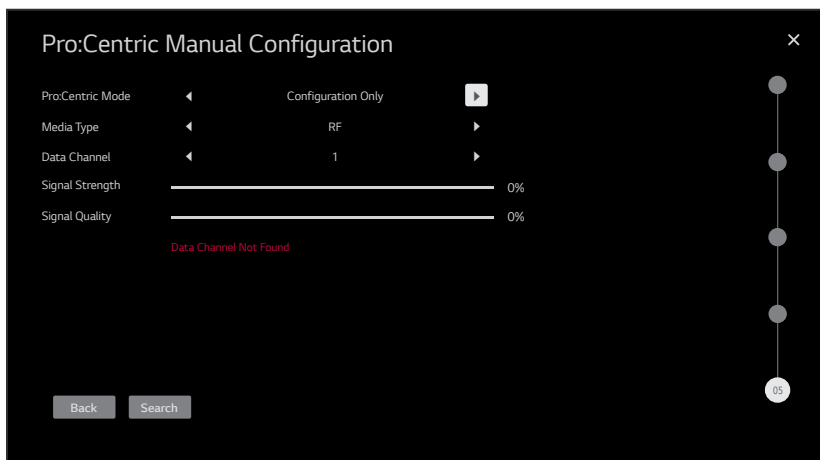 Pro:Centric Manual Configuration
Pro:Centric Mode Configuration Only
Media Type RF
Data Channel 1
Signal Strength 0%
Signal Quality 0%
Data Channel Not Found
05
Back Search